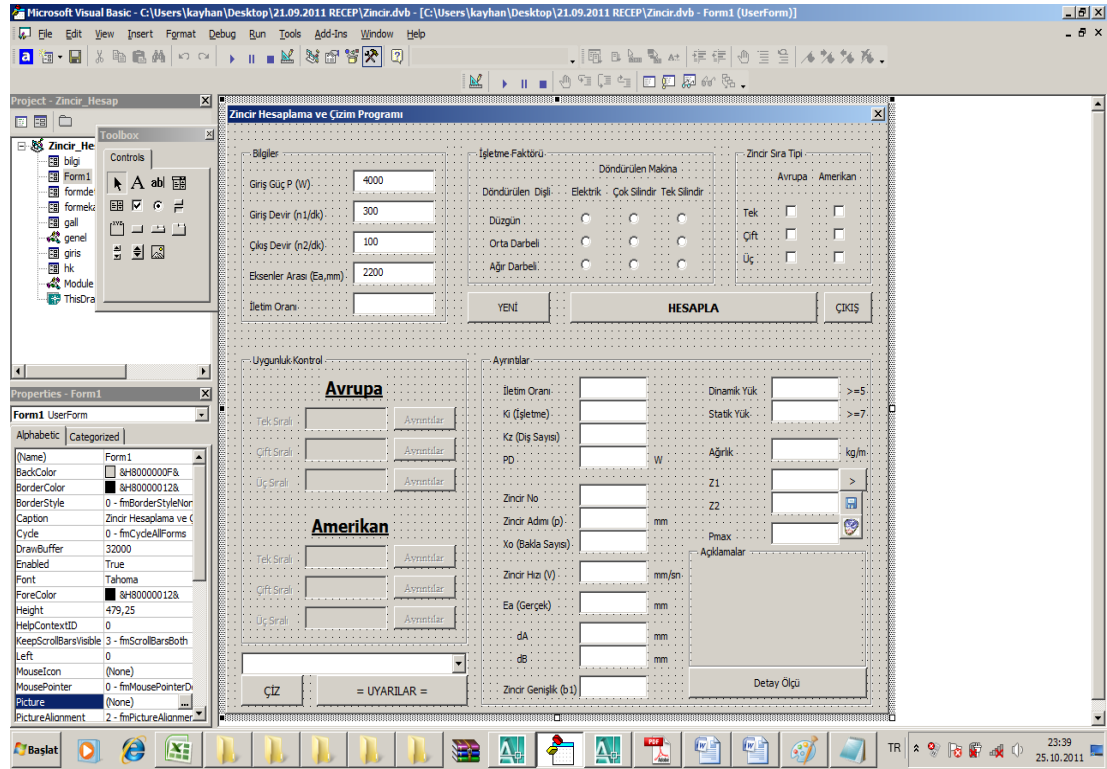 Microsoft Visual Basic - C:\Users\kayhan\Desktop\21.09.2011 RECEP\Zincir.dvb - [C:\Users\kayhan\Desktop\21.09.2011 RECEP\Zincir.dvb - Form1 (UserForm)]
File Edit View Insert Format Debug Run Tools Add-Ins Window Help
Project - Zincir_Hesap
Zincir_He
bilgi
Form1
formde
formeka
gall
genel
giris
hk
Module
ThisDra
Toolbox
Controls
A ab|
Properties - Form1
Form1 UserForm
Alphabetic Categorized
(Name) Form1
BackColor &H8000000F&
BorderColor &H80000012&
BorderStyle 0 - fmBorderStyleNon
Caption Zincir Hesaplama ve Ç
Cycle 0 - fmCycleAllForms
DrawBuffer 32000
Enabled True
Font Tahoma
ForeColor &H80000012&
Height 479,25
HelpContextID 0
KeepScrollBarsVisible 3 - fmScrollBarsBoth
Left 0
MouseIcon (None)
MousePointer 0 - fmMousePointerDe
Picture (None) ...
PictureAlignment 2 - fmPictureAlignmer
Zincir Hesaplama ve Çizim Programı
Bilgiler
Giriş Güç P (W) 4000
Giriş Devir (n1/dk) 300
Çıkış Devir (n2/dk) 100
Eksenler Arası (Ea,mm) 2200
İletim Oranı
İşletme Faktörü
Döndürülen Makina
Döndürülen Dişli Elektrik Çok Silindir Tek Silindir
Düzgün
Orta Darbeli
Ağır Darbeli
Zincir Sıra Tipi
Avrupa Amerikan
Tek
Çift
Üç
YENİ HESAPLA ÇIKIŞ
Uygunluk Kontrol
Avrupa
Tek Sıralı Ayrıntılar
Çift Sıralı Ayrıntılar
Üç Sıralı Ayrıntılar
Amerikan
Tek Sıralı Ayrıntılar
Çift Sıralı Ayrıntılar
Üç Sıralı Ayrıntılar
ÇİZ = UYARILAR =
Ayrıntılar
İletim Oranı
Ki (İşletme)
Kz (Diş Sayısı)
PD W
Zincir No
Zincir Adımı (p) mm
Xo (Bakla Sayısı)
Zincir Hızı (V) mm/sn
Ea (Gerçek) mm
dA mm
dB mm
Zincir Genişlik (b1)
Dinamik Yük >=5
Statik Yük >=7
Ağırlık kg/m
Z1 >
Z2
Pmax
Açıklamalar
Detay Ölçü
Başlat
PDF
TR
23:39
25.10.2011